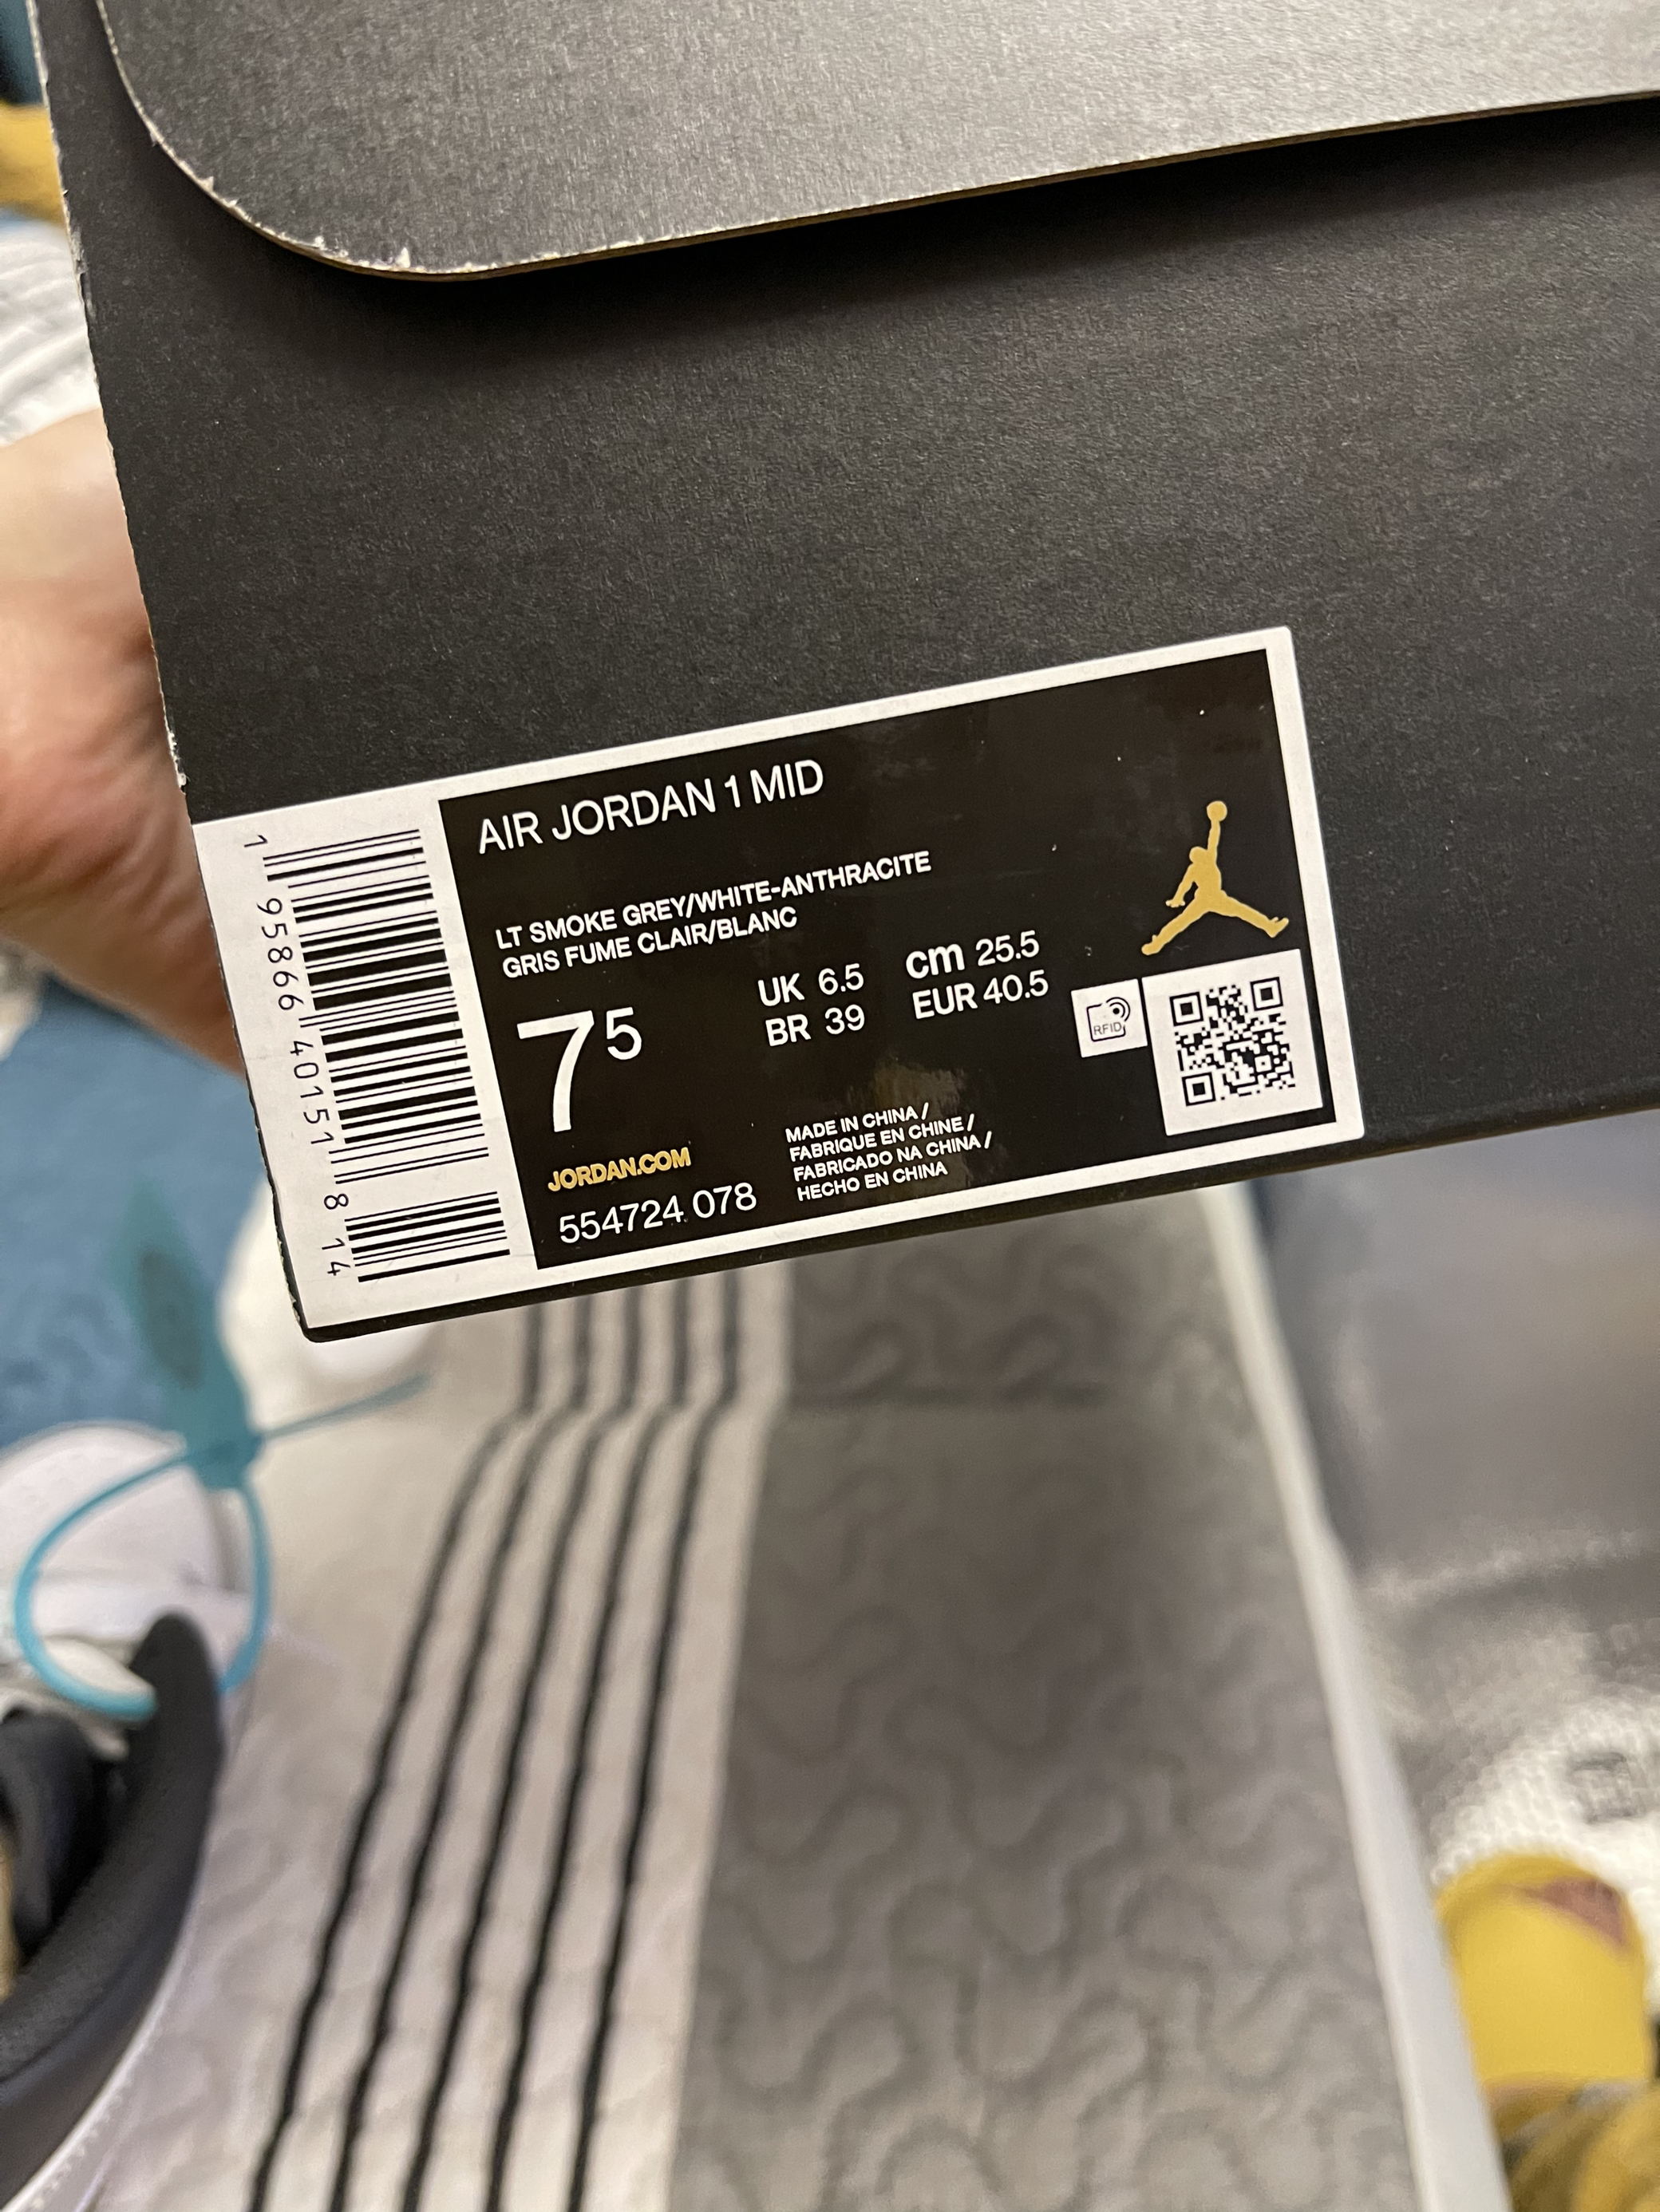 AIR JORDAN 1 MID
LT SMOKE GREY/WHITE-ANTHRACITE
GRIS FUME CLAIR/BLANC
7⁵
UK 6.5
BR 39
cm 25.5
EUR 40.5
RFID
JORDAN.COM
554724 078
MADE IN CHINA /
FABRIQUE EN CHINE /
FABRICADO NA CHINA /
HECHO EN CHINA
1 95866 40151 8 14